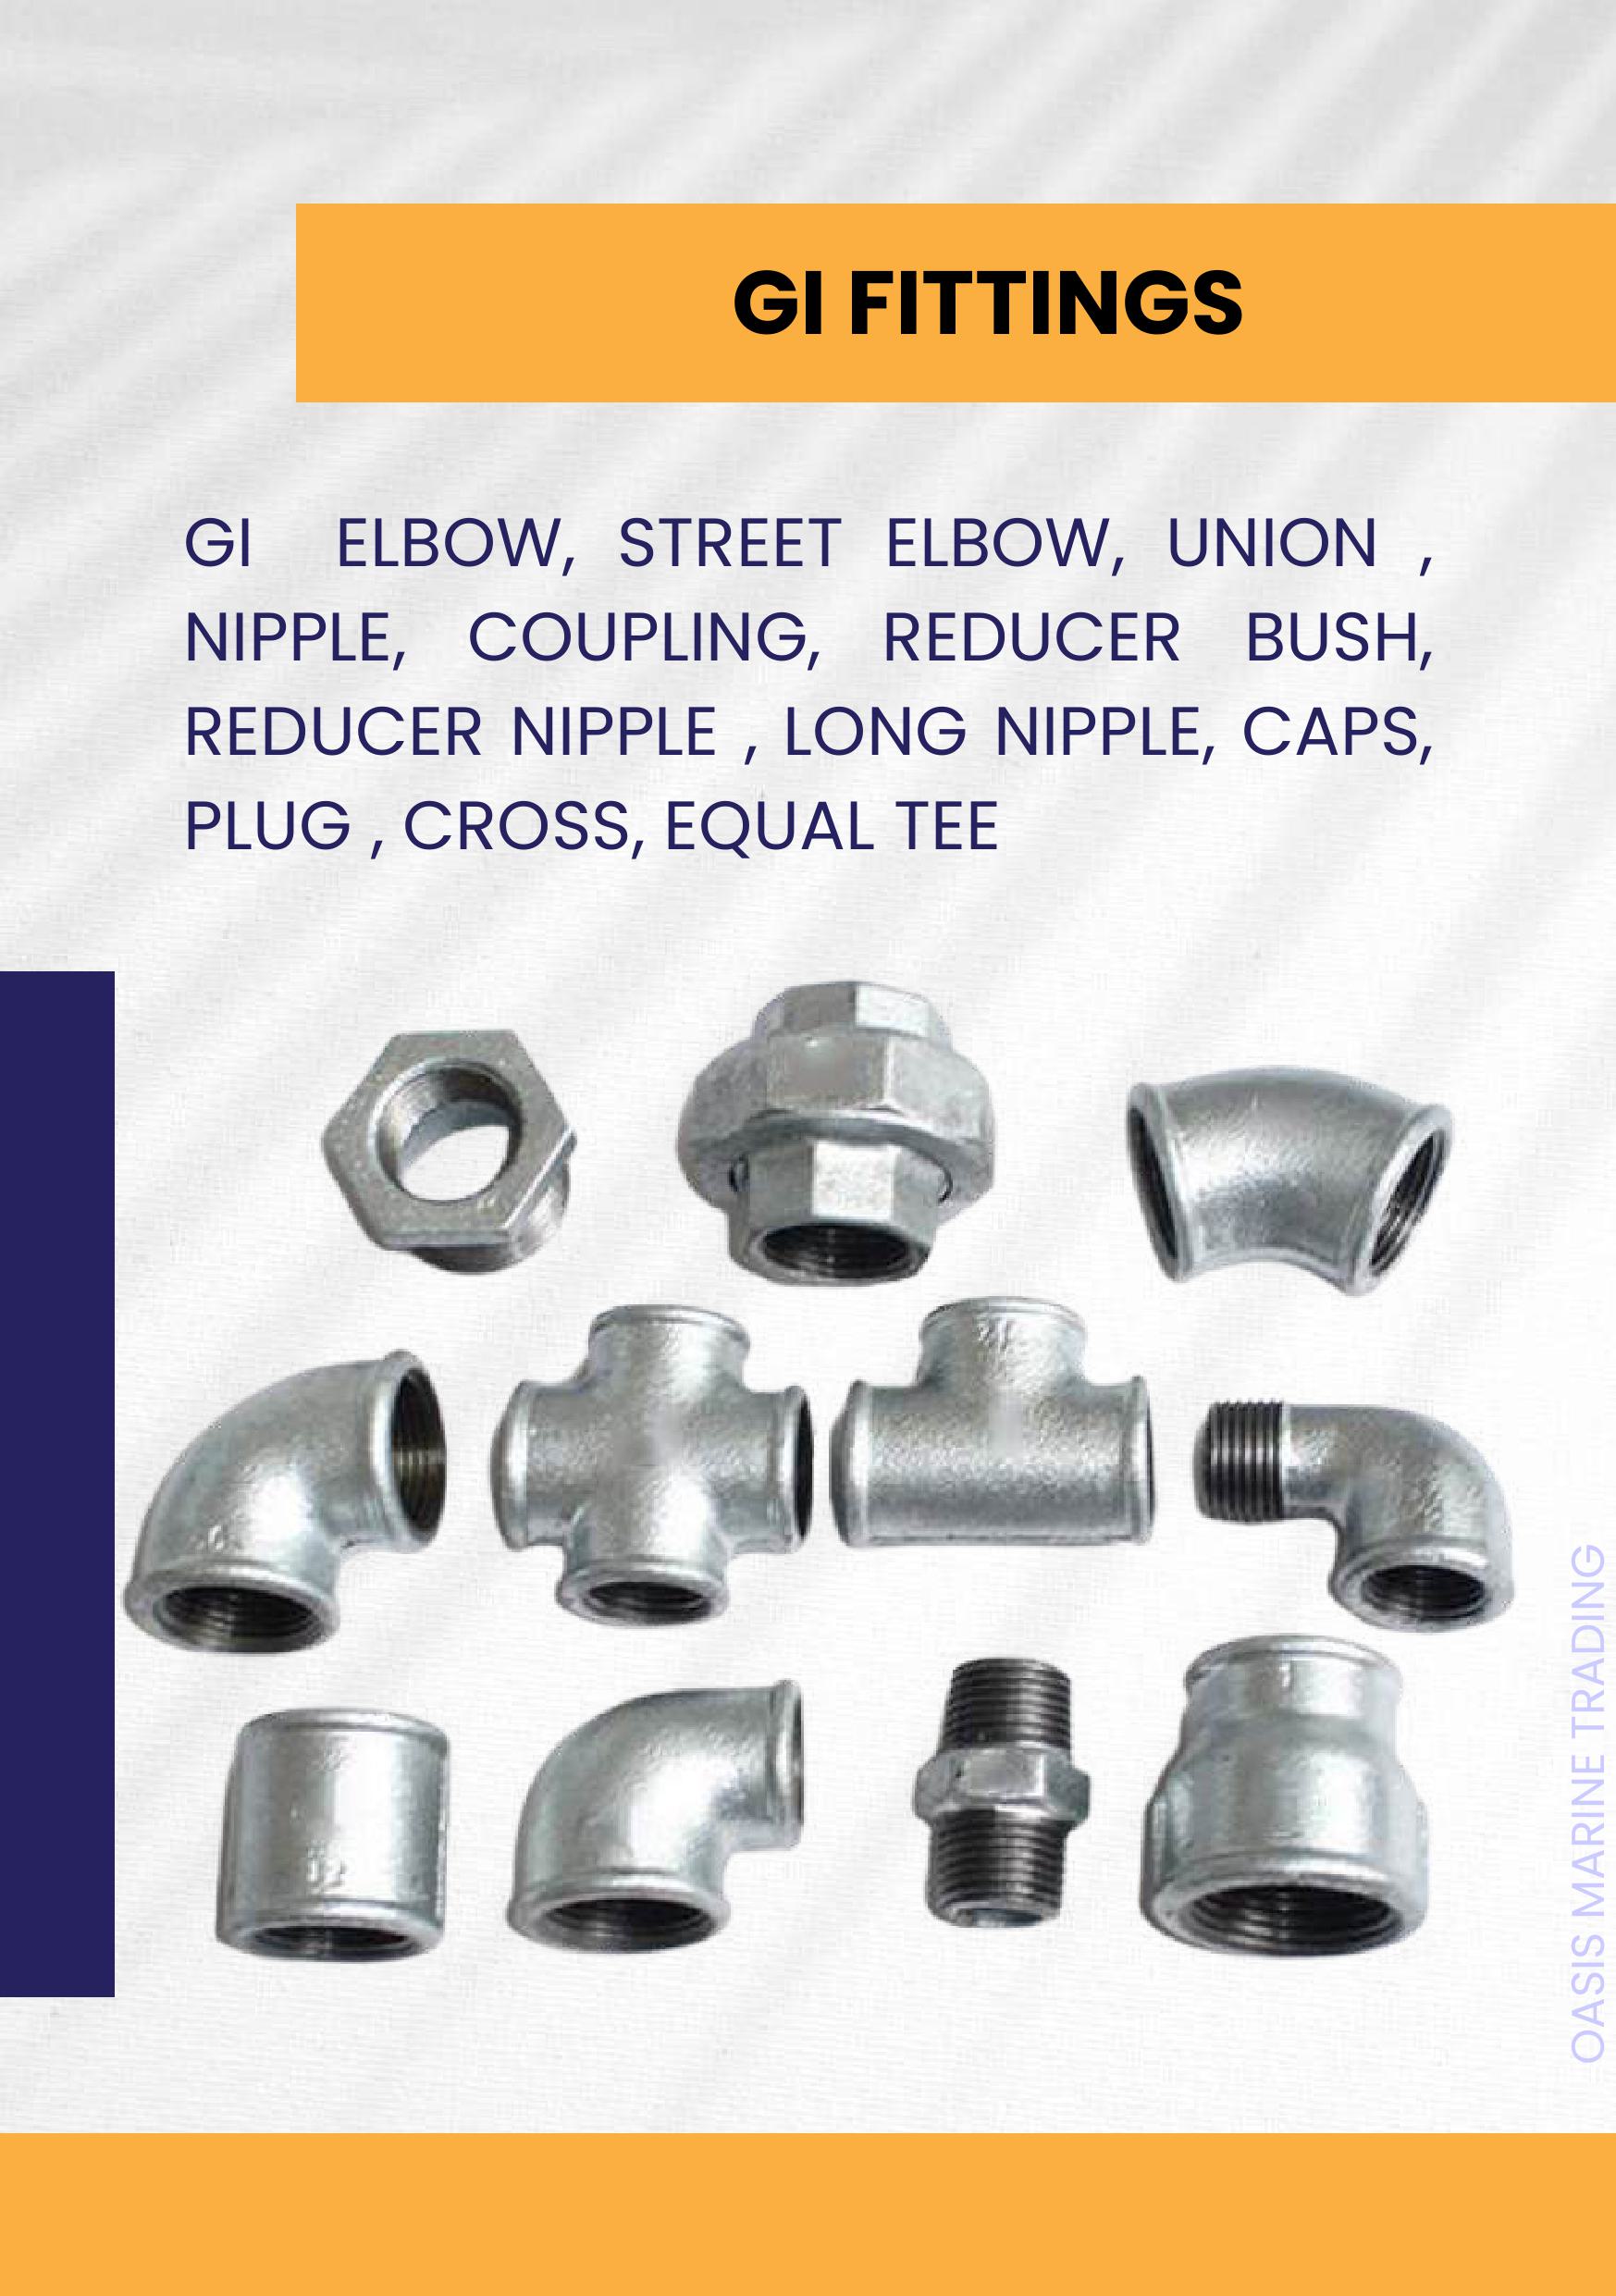 GI FITTINGS
GI ELBOW, STREET ELBOW, UNION ,
NIPPLE, COUPLING, REDUCER BUSH,
REDUCER NIPPLE , LONG NIPPLE, CAPS,
PLUG , CROSS, EQUAL TEE
OASIS MARINE TRADING